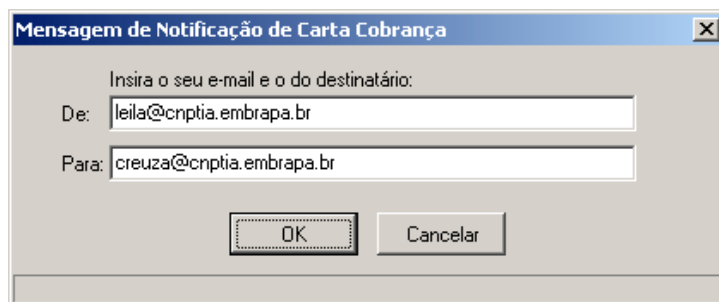 Mensagem de Notificação de Carta Cobrança
Insira o seu e-mail e o do destinatário:
De: leila@cnptia.embrapa.br
Para: creuza@cnptia.embrapa.br
OK Cancelar